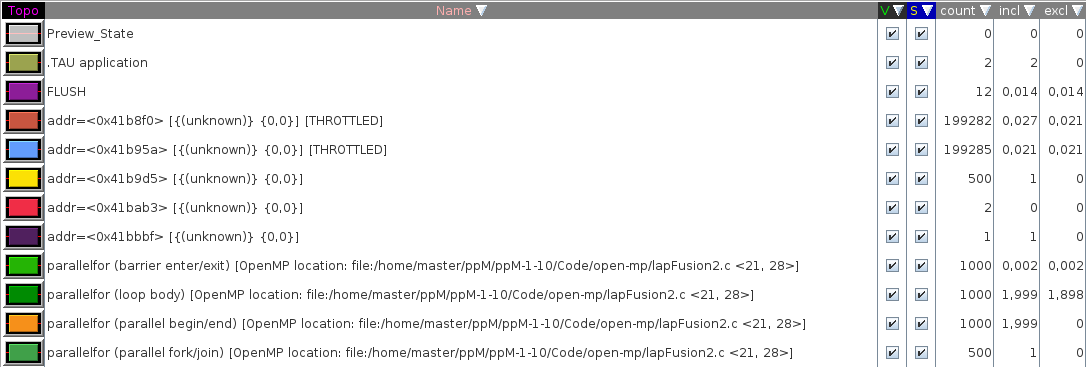 Topo Name V S count incl excl
Preview_State 0 0 0
.TAU application 2 2 0
FLUSH 12 0,014 0,014
addr=<0x41b8f0> [{(unknown)} {0,0}] [THROTTLED] 199282 0,027 0,021
addr=<0x41b95a> [{(unknown)} {0,0}] [THROTTLED] 199285 0,021 0,021
addr=<0x41b9d5> [{(unknown)} {0,0}] 500 1 0
addr=<0x41bab3> [{(unknown)} {0,0}] 2 0 0
addr=<0x41bbbf> [{(unknown)} {0,0}] 1 1 0
parallelfor (barrier enter/exit) [OpenMP location: file:/home/master/ppM/ppM-1-10/Code/open-mp/lapFusion2.c <21, 28>] 1000 0,002 0,002
parallelfor (loop body) [OpenMP location: file:/home/master/ppM/ppM-1-10/Code/open-mp/lapFusion2.c <21, 28>] 1000 1,999 1,898
parallelfor (parallel begin/end) [OpenMP location: file:/home/master/ppM/ppM-1-10/Code/open-mp/lapFusion2.c <21, 28>] 1000 1,999 0
parallelfor (parallel fork/join) [OpenMP location: file:/home/master/ppM/ppM-1-10/Code/open-mp/lapFusion2.c <21, 28>] 500 1 0